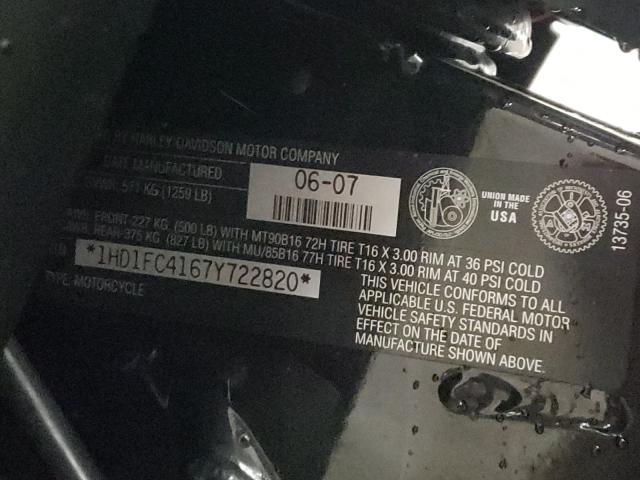 BY HARLEY-DAVIDSON MOTOR COMPANY
DATE MANUFACTURED
06-07
GVWR 571 KG (1259 LB)
UNION MADE
IN THE
USA
13735-06
FRONT-227 KG. (500 LB) WITH MT90B16 72H TIRE T16 X 3.00 RIM AT 36 PSI COLD
REAR-375 KG (827 LB) WITH MU/85B16 77H TIRE T16 X 3.00 RIM AT 40 PSI COLD
*1HD1FC4167Y722820*
TYPE: MOTORCYCLE
THIS VEHICLE CONFORMS TO ALL
APPLICABLE U.S. FEDERAL MOTOR
VEHICLE SAFETY STANDARDS IN
EFFECT ON THE DATE OF
MANUFACTURE SHOWN ABOVE.